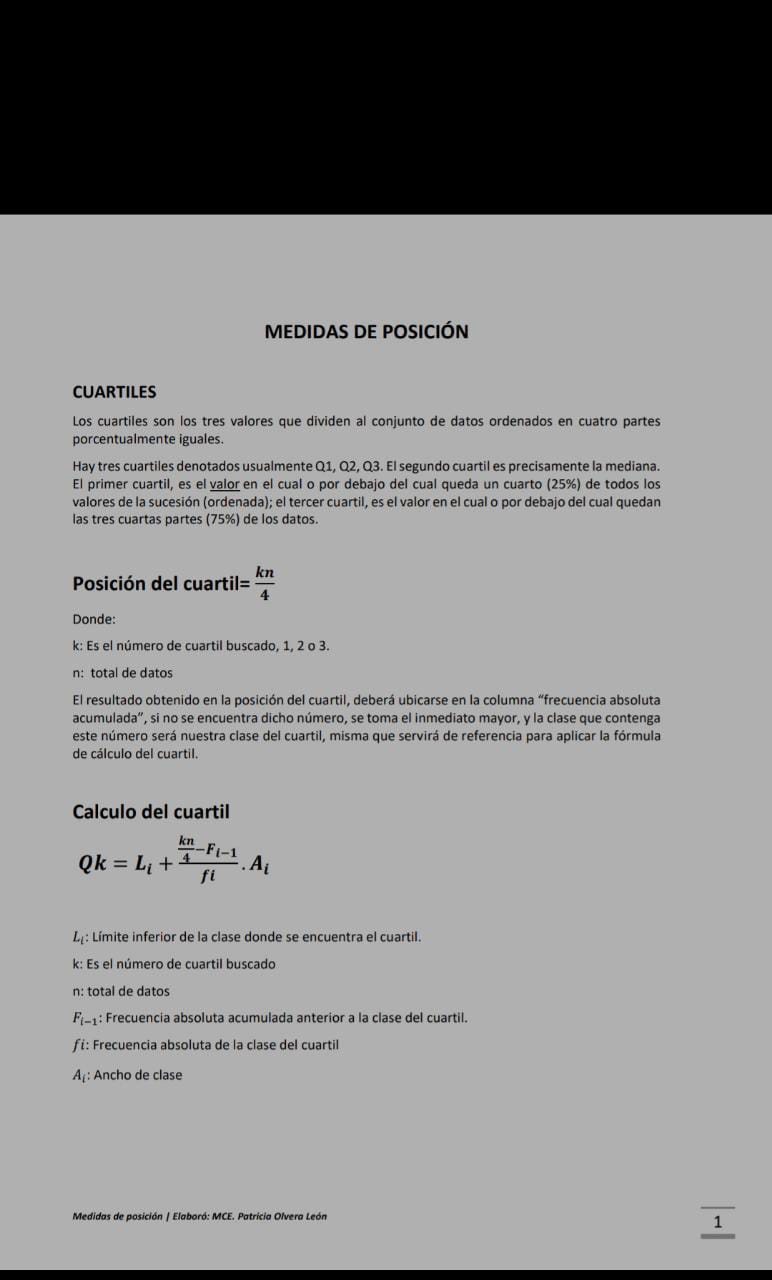 MEDIDAS DE POSICIÓN
CUARTILES
Los cuartiles son los tres valores que dividen al conjunto de datos ordenados en cuatro partes
porcentualmente iguales.
Hay tres cuartiles denotados usualmente Q1, Q2, Q3. El segundo cuartil es precisamente la mediana.
El primer cuartil, es el valor en el cual o por debajo del cual queda un cuarto (25%) de todos los
valores de la sucesión (ordenada); el tercer cuartil, es el valor en el cual o por debajo del cual quedan
las tres cuartas partes (75%) de los datos.
Posición del cuartil= kn/4
Donde:
k: Es el número de cuartil buscado, 1, 2 o 3.
n: total de datos
El resultado obtenido en la posición del cuartil, deberá ubicarse en la columna “frecuencia absoluta
acumulada”, si no se encuentra dicho número, se toma el inmediato mayor, y la clase que contenga
este número será nuestra clase del cuartil, misma que servirá de referencia para aplicar la fórmula
de cálculo del cuartil.
Calculo del cuartil
Qk = L_i + (kn/4 − F_{i−1})/fi . A_i
L_i: Límite inferior de la clase donde se encuentra el cuartil.
k: Es el número de cuartil buscado
n: total de datos
F_{i−1}: Frecuencia absoluta acumulada anterior a la clase del cuartil.
fi: Frecuencia absoluta de la clase del cuartil
A_i: Ancho de clase
Medidas de posición | Elaboró: MCE. Patricia Olvera León
1